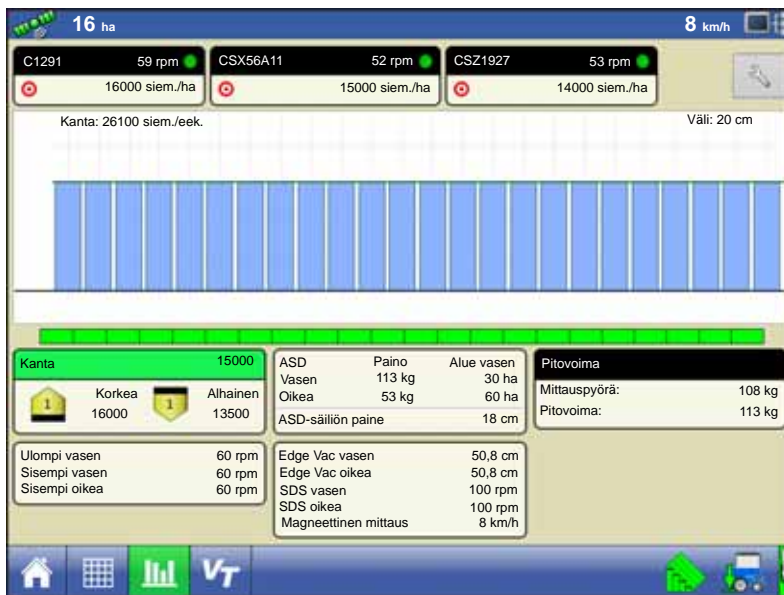 16 ha 8 km/h
C1291 59 rpm CSX56A11 52 rpm CSZ1927 53 rpm
16000 siem./ha 15000 siem./ha 14000 siem./ha
Kanta: 26100 siem./eek. Väli: 20 cm
Kanta 15000
Korkea Alhainen
1 16000 1 13500
ASD Paino Alue vasen
Vasen 113 kg 30 ha
Oikea 53 kg 60 ha
ASD-säiliön paine 18 cm
Pitovoima
Mittauspyörä: 108 kg
Pitovoima: 113 kg
Ulompi vasen 60 rpm
Sisempi vasen 60 rpm
Sisempi oikea 60 rpm
Edge Vac vasen 50,8 cm
Edge Vac oikea 50,8 cm
SDS vasen 100 rpm
SDS oikea 100 rpm
Magneettinen mittaus 8 km/h
VT